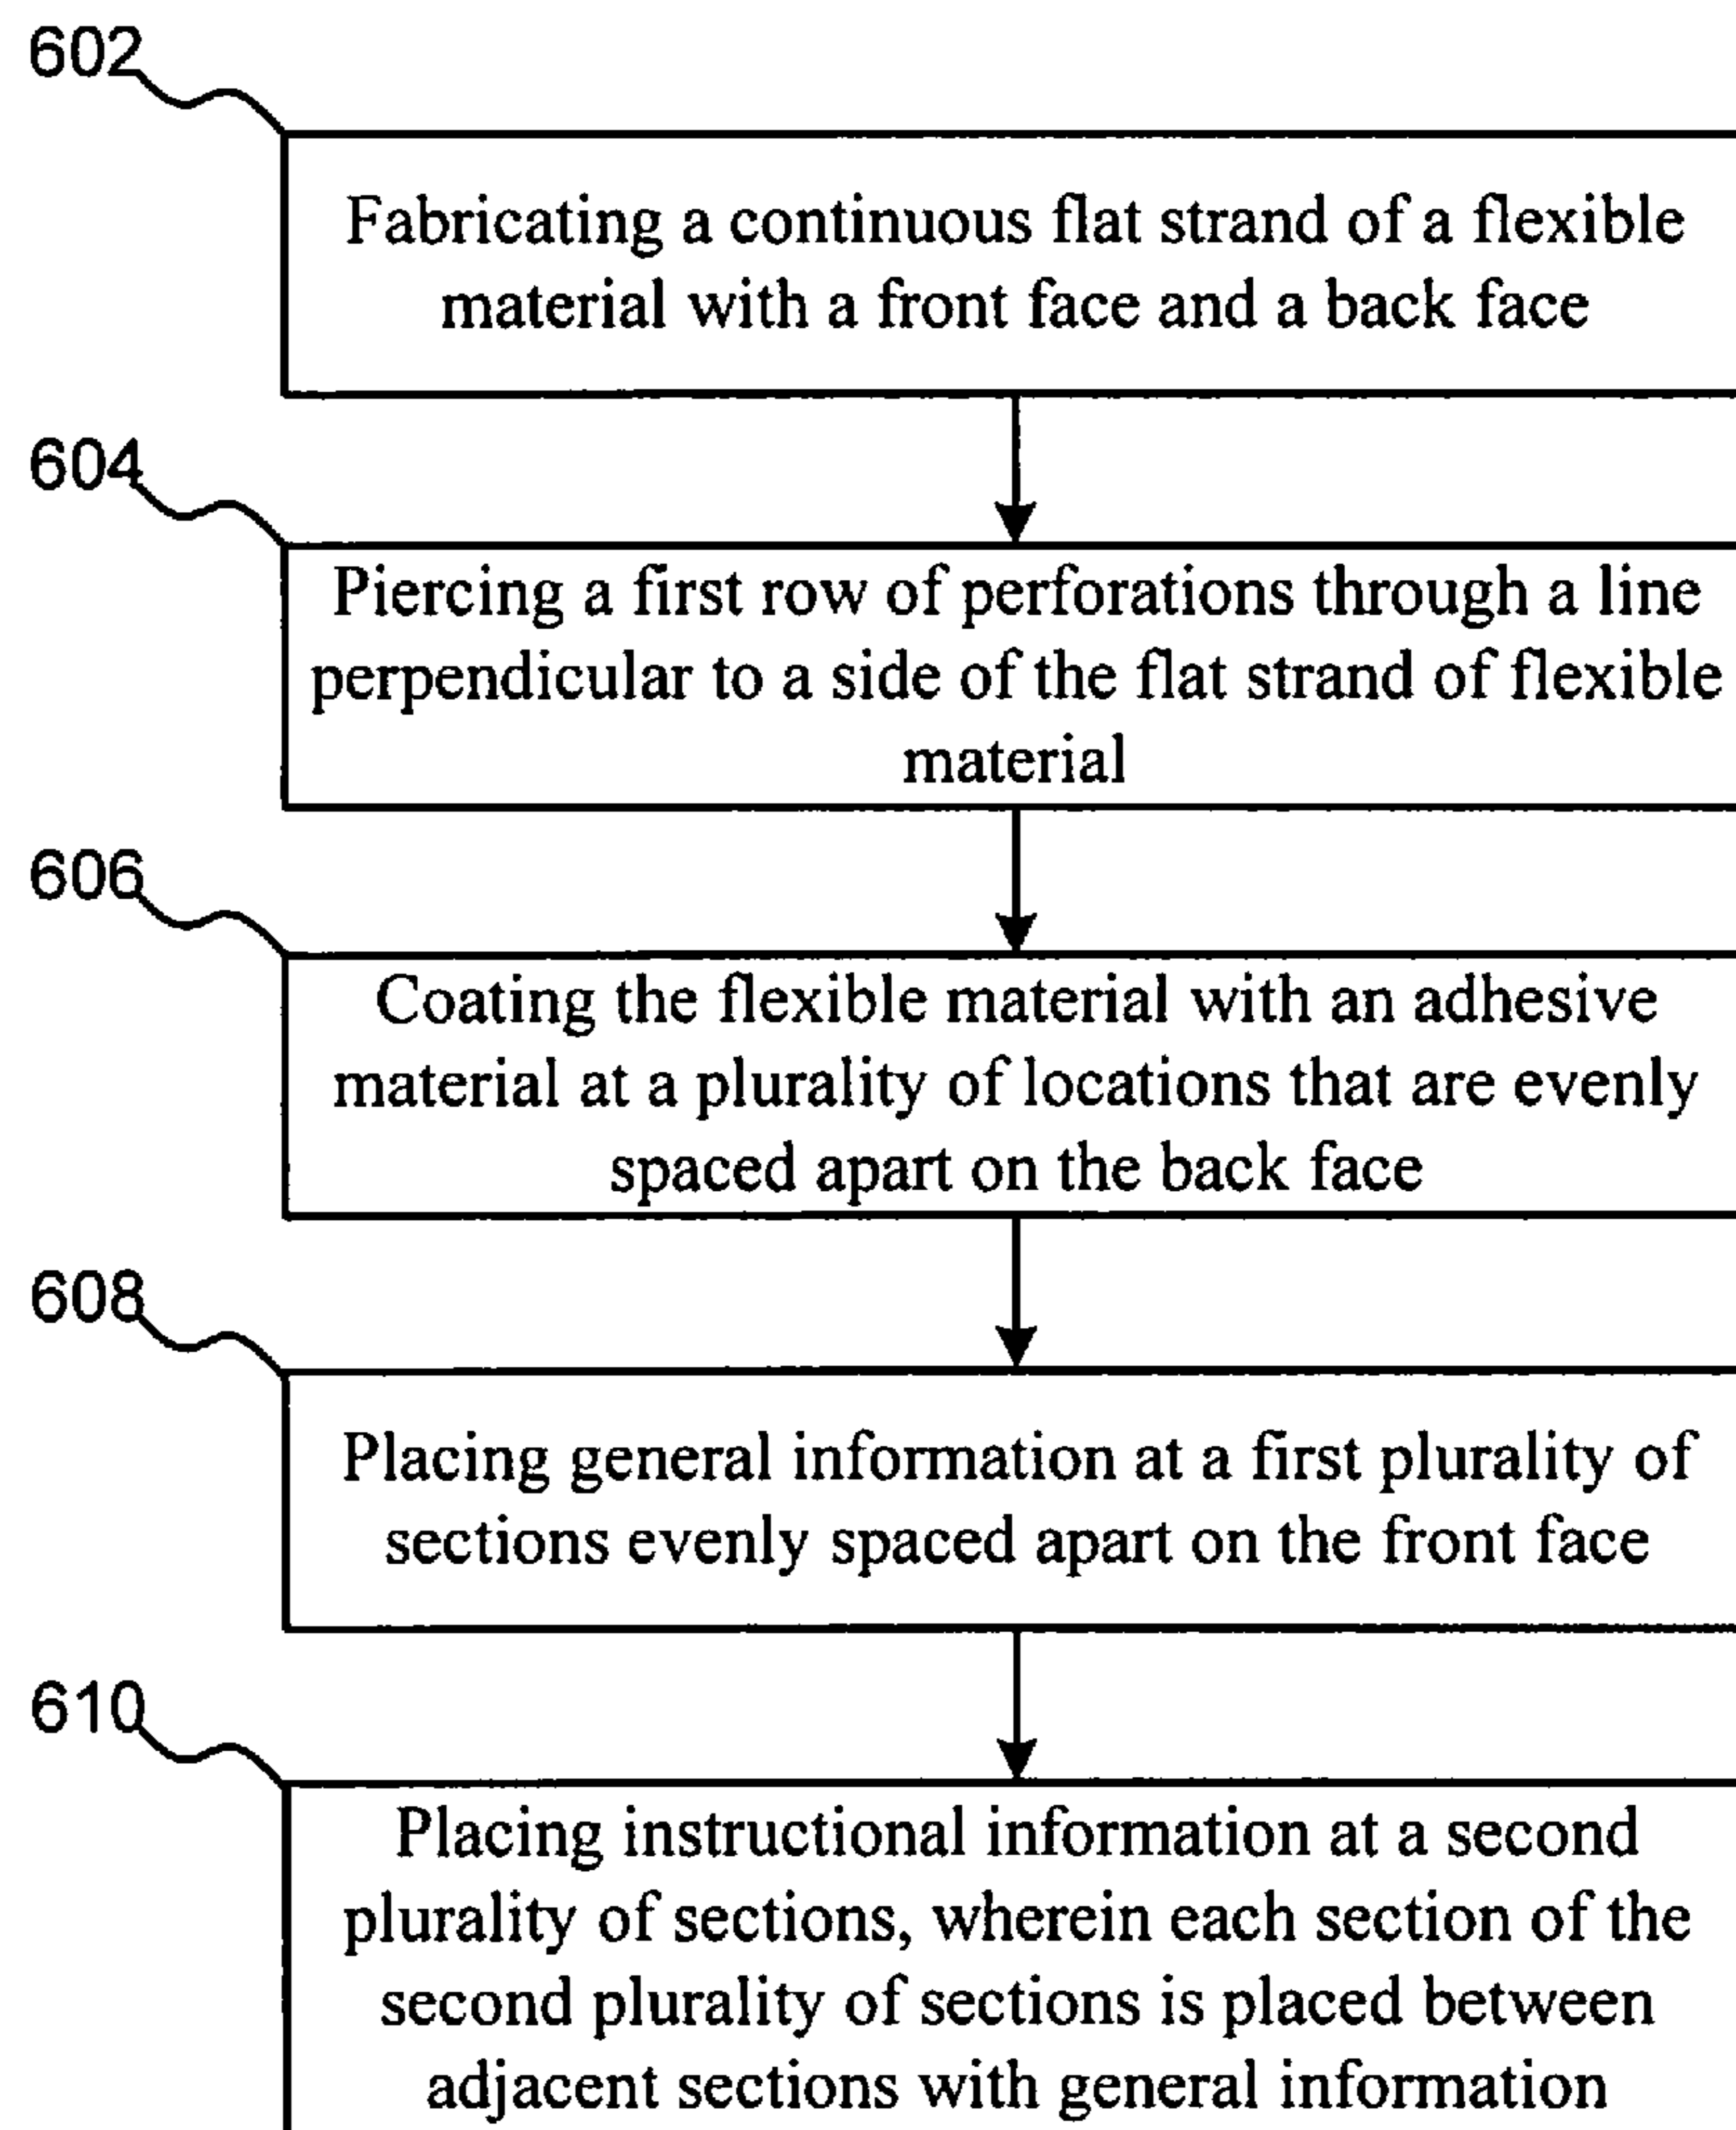 602
Fabricating a continuous flat strand of a flexible
material with a front face and a back face
604
Piercing a first row of perforations through a line
perpendicular to a side of the flat strand of flexible
material
606
Coating the flexible material with an adhesive
material at a plurality of locations that are evenly
spaced apart on the back face
608
Placing general information at a first plurality of
sections evenly spaced apart on the front face
610
Placing instructional information at a second
plurality of sections, wherein each section of the
second plurality of sections is placed between
adjacent sections with general information